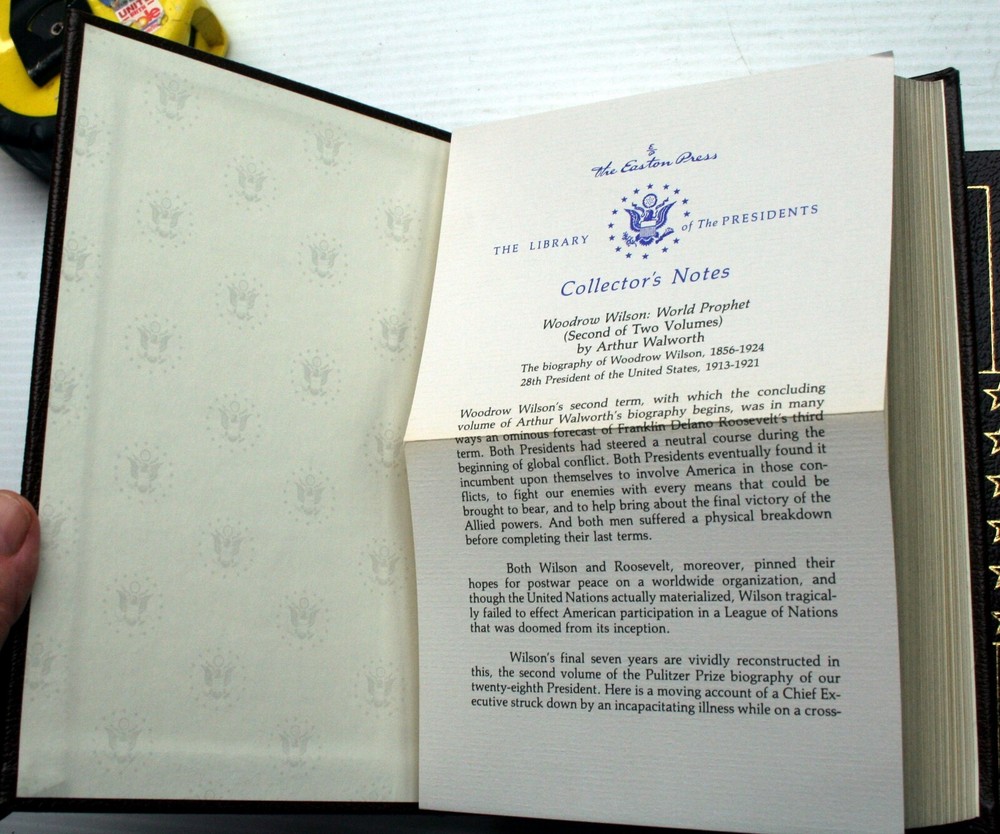 UNIT
E/P
The Easton Press
THE LIBRARY of The PRESIDENTS
Collector's Notes
Woodrow Wilson: World Prophet
(Second of Two Volumes)
by Arthur Walworth
The biography of Woodrow Wilson, 1856-1924
28th President of the United States, 1913-1921
Woodrow Wilson's second term, with which the concluding
volume of Arthur Walworth's biography begins, was in many
ways an ominous forecast of Franklin Delano Roosevelt's third
term. Both Presidents had steered a neutral course during the
beginning of global conflict. Both Presidents eventually found it
incumbent upon themselves to involve America in those con-
flicts, to fight our enemies with every means that could be
brought to bear, and to help bring about the final victory of the
Allied powers. And both men suffered a physical breakdown
before completing their last terms.
Both Wilson and Roosevelt, moreover, pinned their
hopes for postwar peace on a worldwide organization, and
though the United Nations actually materialized, Wilson tragical-
ly failed to effect American participation in a League of Nations
that was doomed from its inception.
Wilson's final seven years are vividly reconstructed in
this, the second volume of the Pulitzer Prize biography of our
twenty-eighth President. Here is a moving account of a Chief Ex-
ecutive struck down by an incapacitating illness while on a cross-